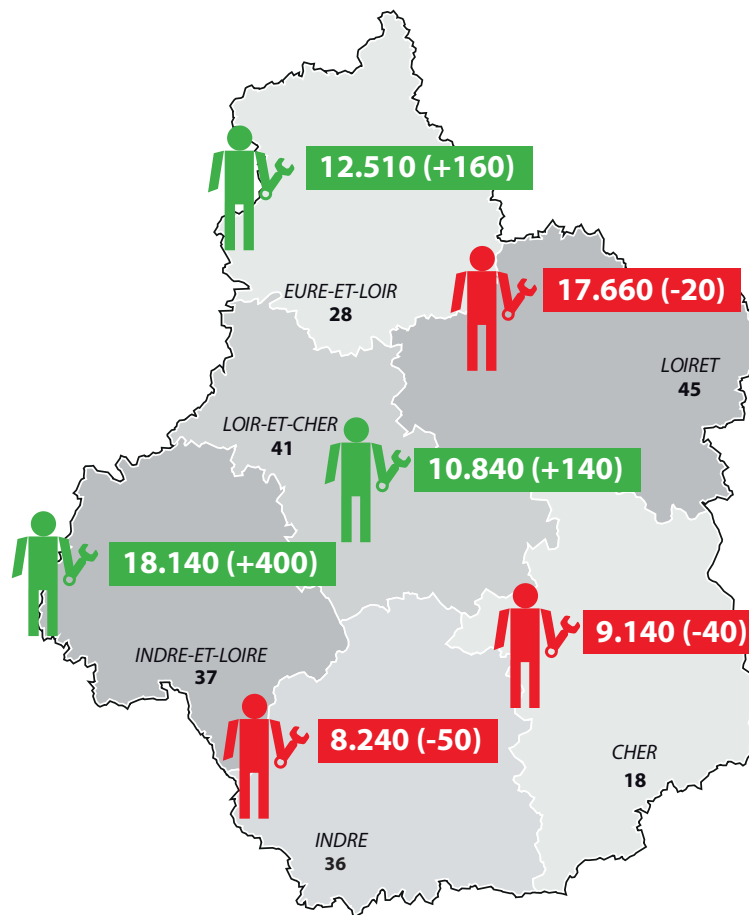 12.510 (+160)
EURE-ET-LOIR
28
17.660 (-20)
LOIRET
45
LOIR-ET-CHER
41
10.840 (+140)
18.140 (+400)
INDRE-ET-LOIRE
37
9.140 (-40)
8.240 (-50)
CHER
18
INDRE
36